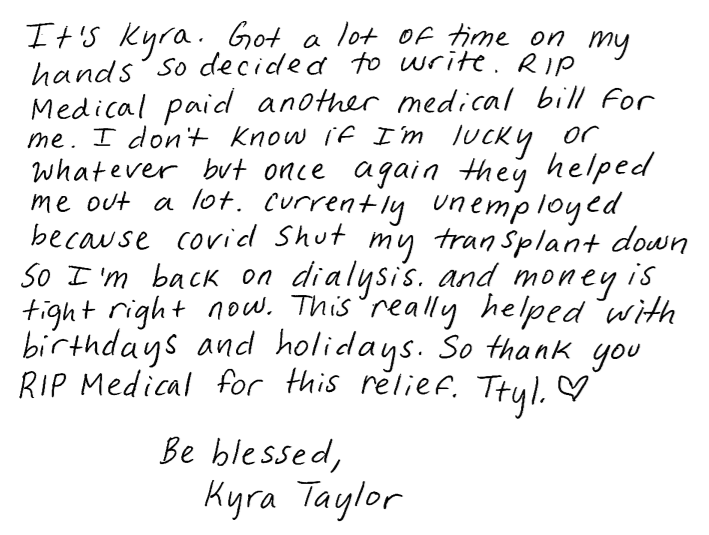 It's Kyra. Got a lot of time on my
hands so decided to write. RIP
Medical paid another medical bill for
me. I don't know if I'm lucky or
whatever but once again they helped
me out a lot. Currently unemployed
because covid shut my transplant down
so I'm back on dialysis. and money is
tight right now. This really helped with
birthdays and holidays. So thank you
RIP Medical for this relief. Ttyl. ♡
Be blessed,
Kyra Taylor